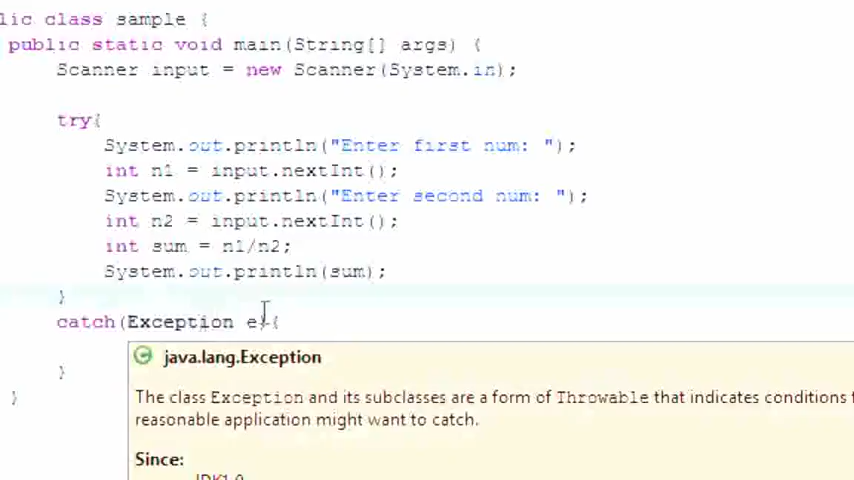 lic class sample {
public static void main(String[] args) {
Scanner input = new Scanner(System.in);
try{
System.out.println("Enter first num: ");
int n1 = input.nextInt();
System.out.println("Enter second num: ");
int n2 = input.nextInt();
int sum = n1/n2;
System.out.println(sum);
}
catch(Exception e){
java.lang.Exception
}
The class Exception and its subclasses are a form of Throwable that indicates conditions
}
reasonable application might want to catch.
Since:
JDK1.0